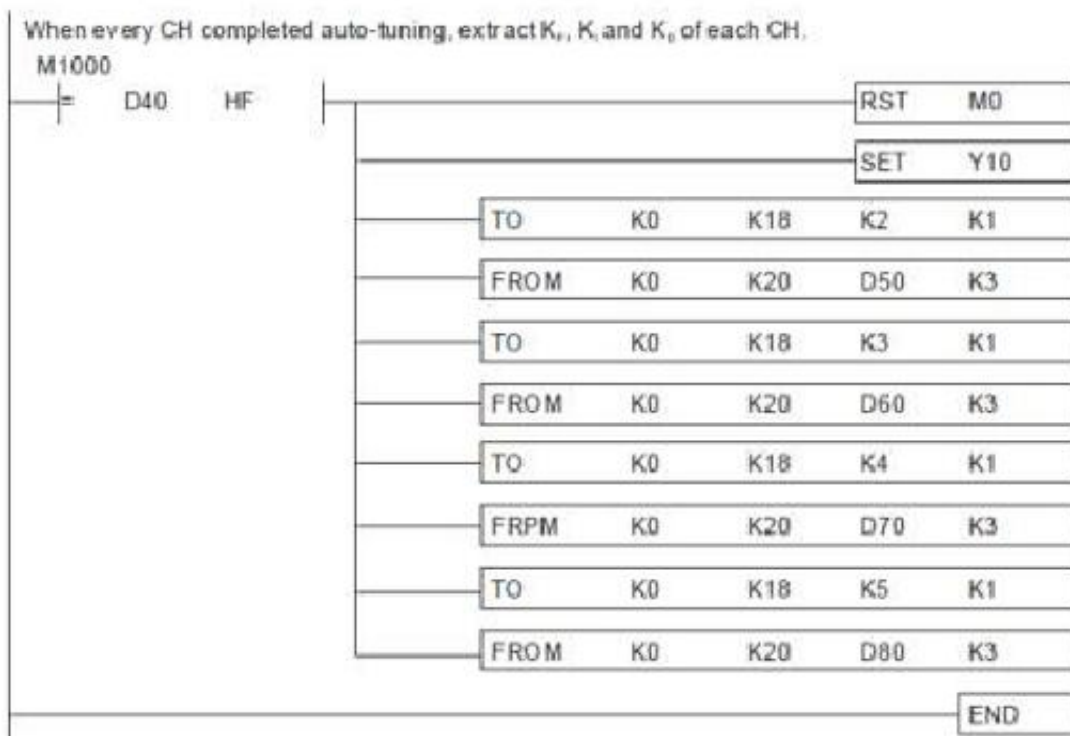 When every CH completed auto-tuning, extract Kₚ, Kᵢ and K_D of each CH.
M1000
= D40 HF
RST M0
SET Y10
TO K0 K18 K2 K1
FROM K0 K20 D50 K3
TO K0 K18 K3 K1
FROM K0 K20 D60 K3
TO K0 K18 K4 K1
FRPM K0 K20 D70 K3
TO K0 K18 K5 K1
FROM K0 K20 D80 K3
END